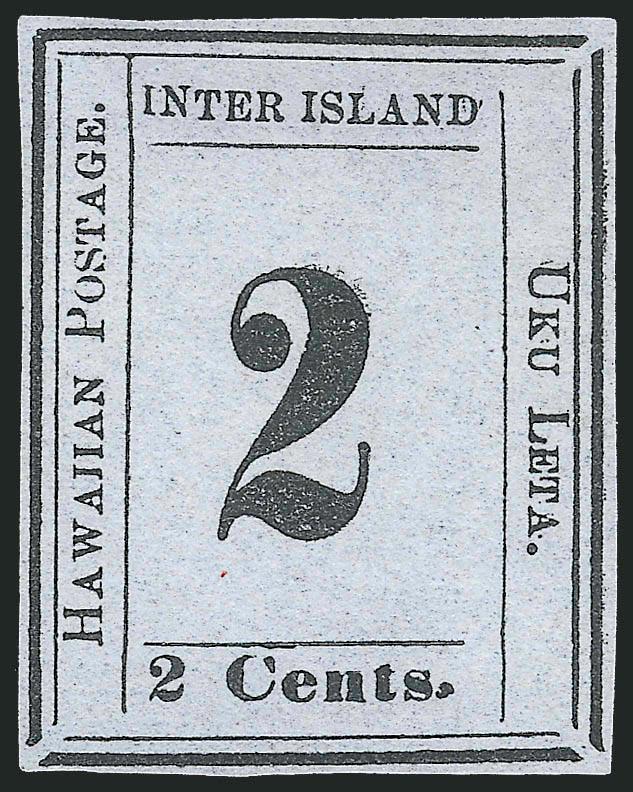 INTER ISLAND
HAWAIIAN POSTAGE.
2
UKU LETA.
2 Cents.